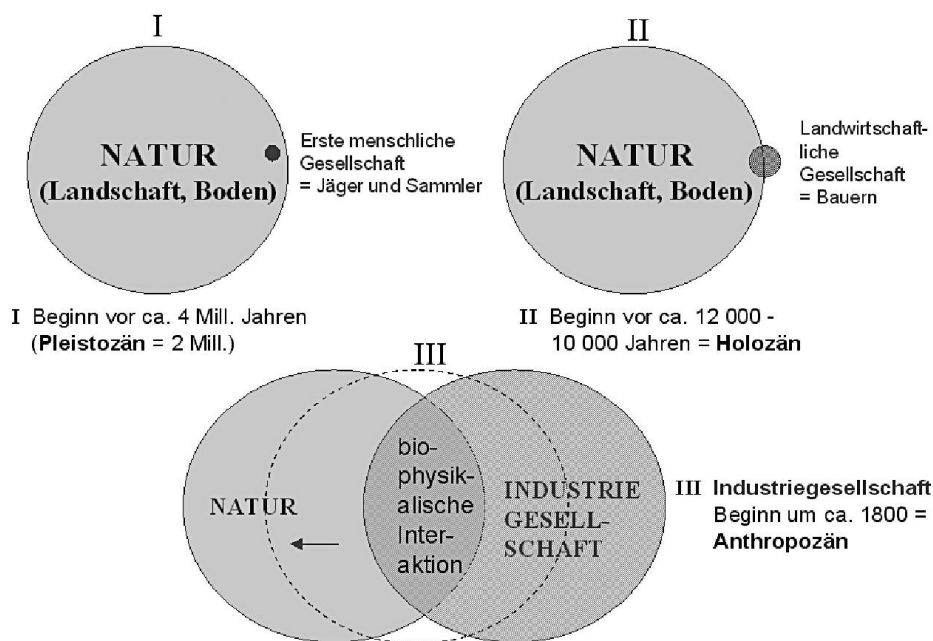 I
NATUR
(Landschaft, Boden)
Erste menschliche
Gesellschaft
= Jäger und Sammler
I Beginn vor ca. 4 Mill. Jahren
(Pleistozän = 2 Mill.)
II
NATUR
(Landschaft, Boden)
Landwirtschaft-
liche
Gesellschaft
= Bauern
II Beginn vor ca. 12 000 -
10 000 Jahren = Holozän
III
NATUR
bio-
physik-
alische
Inter-
aktion
INDUSTRIE
GESELL-
SCHAFT
III Industriegesellschaft
Beginn um ca. 1800 =
Anthropozän